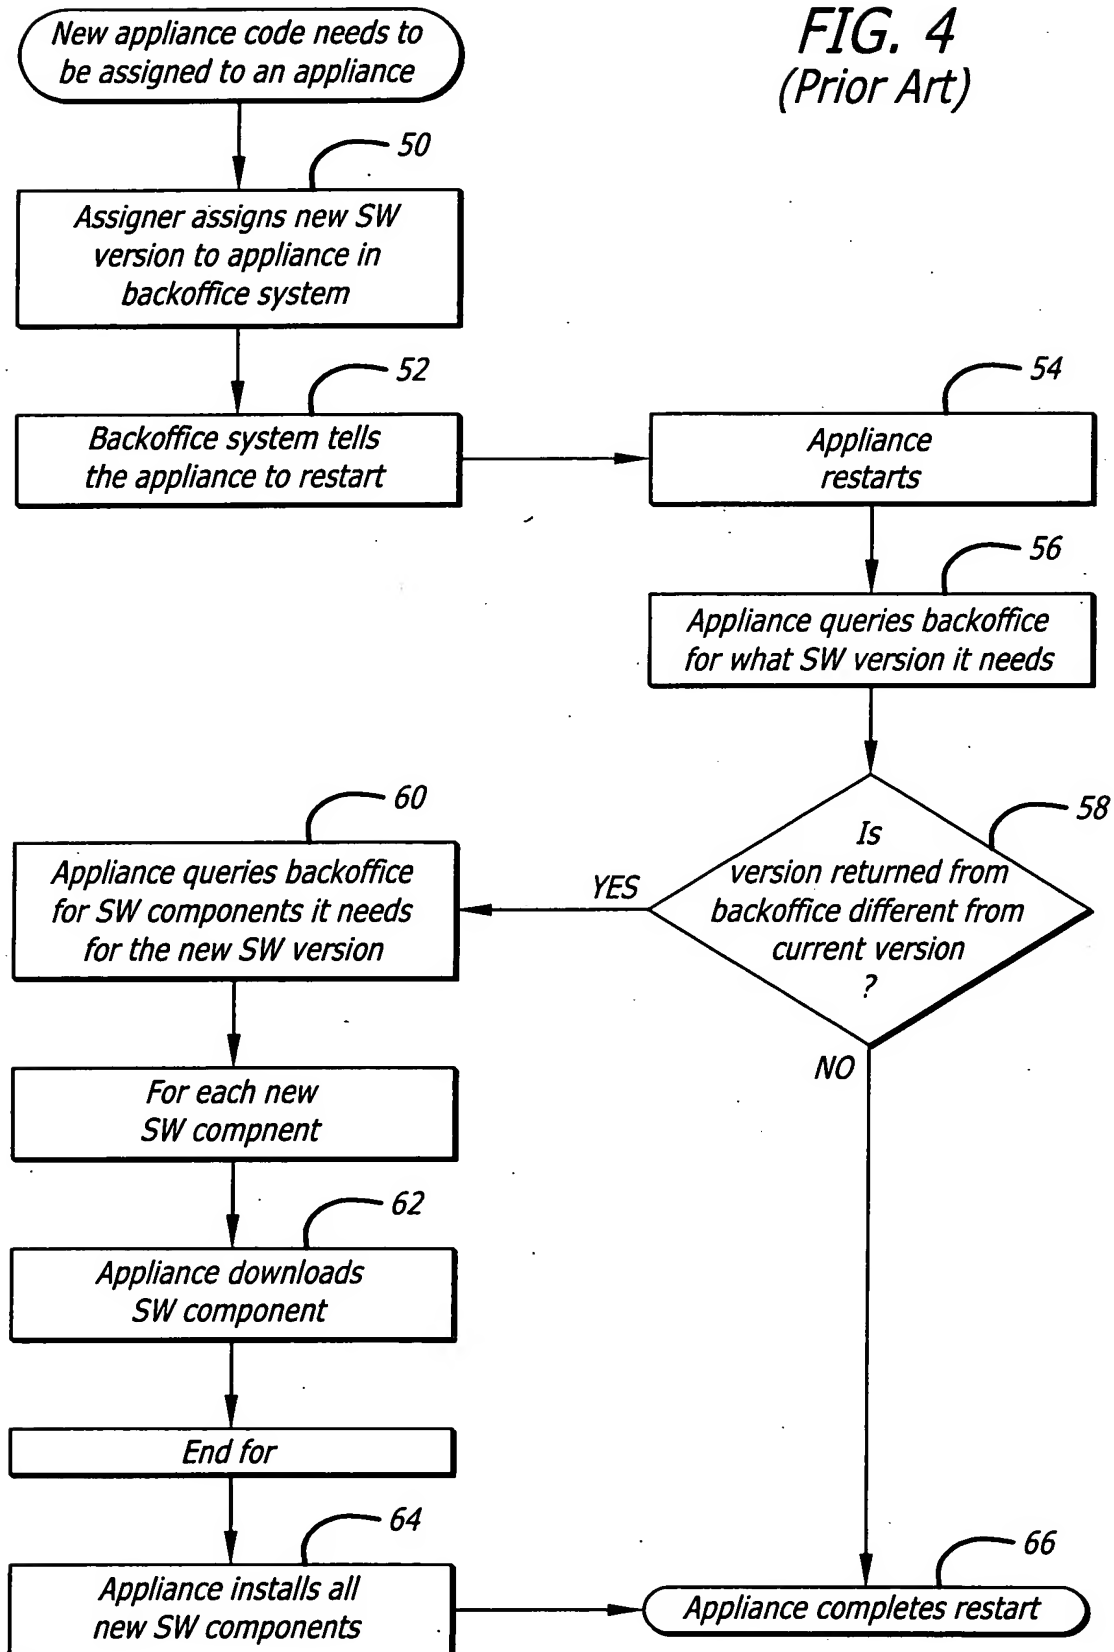 FIG. 4
(Prior Art)
New appliance code needs to
be assigned to an appliance
50
Assigner assigns new SW
version to appliance in
backoffice system
52
Backoffice system tells
the appliance to restart
54
Appliance
restarts
56
Appliance queries backoffice
for what SW version it needs
58
Is
version returned from
backoffice different from
current version
?
YES
NO
60
Appliance queries backoffice
for SW components it needs
for the new SW version
For each new
SW compnent
62
Appliance downloads
SW component
End for
64
Appliance installs all
new SW components
66
Appliance completes restart